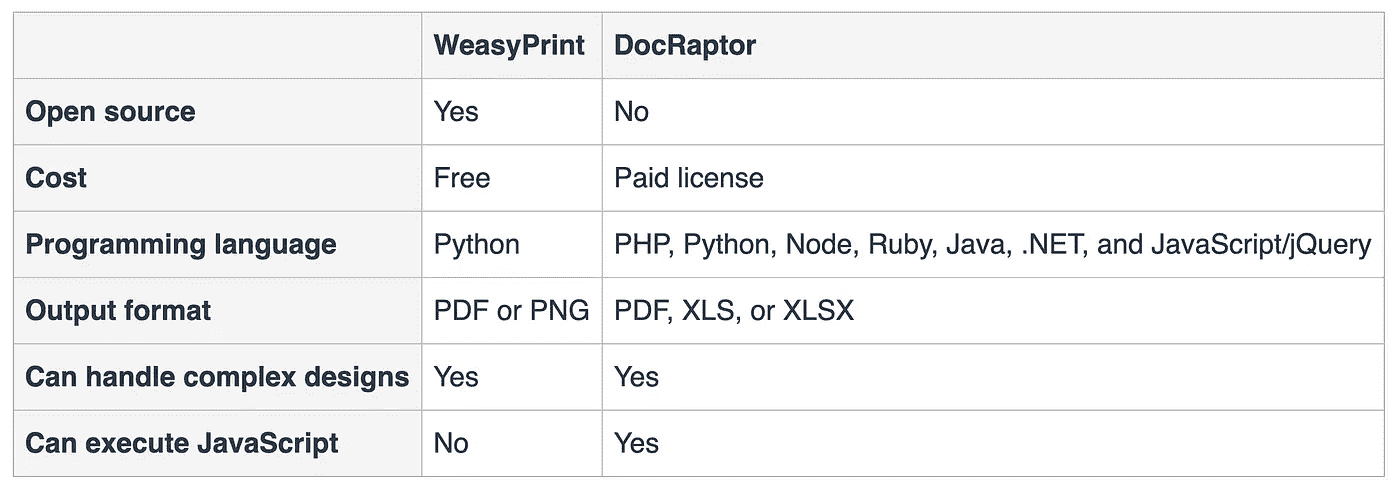 WeasyPrint DocRaptor
Open source Yes No
Cost Free Paid license
Programming language Python PHP, Python, Node, Ruby, Java, .NET, and JavaScript/jQuery
Output format PDF or PNG PDF, XLS, or XLSX
Can handle complex designs Yes Yes
Can execute JavaScript No Yes